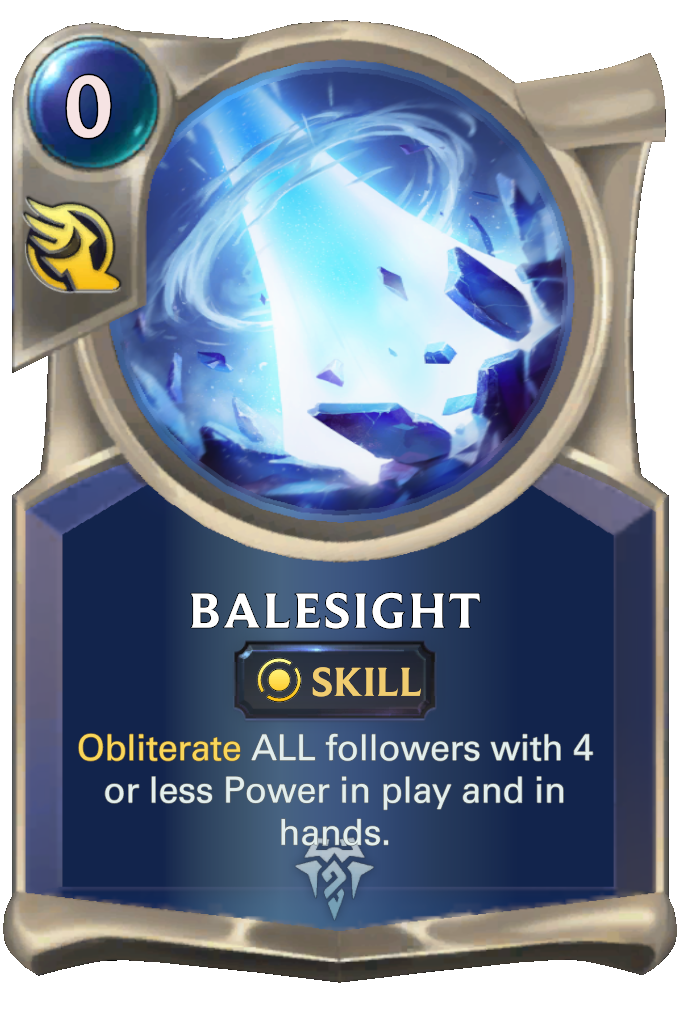 0
BALESIGHT
SKILL
Obliterate ALL followers with 4
or less Power in play and in
hands.